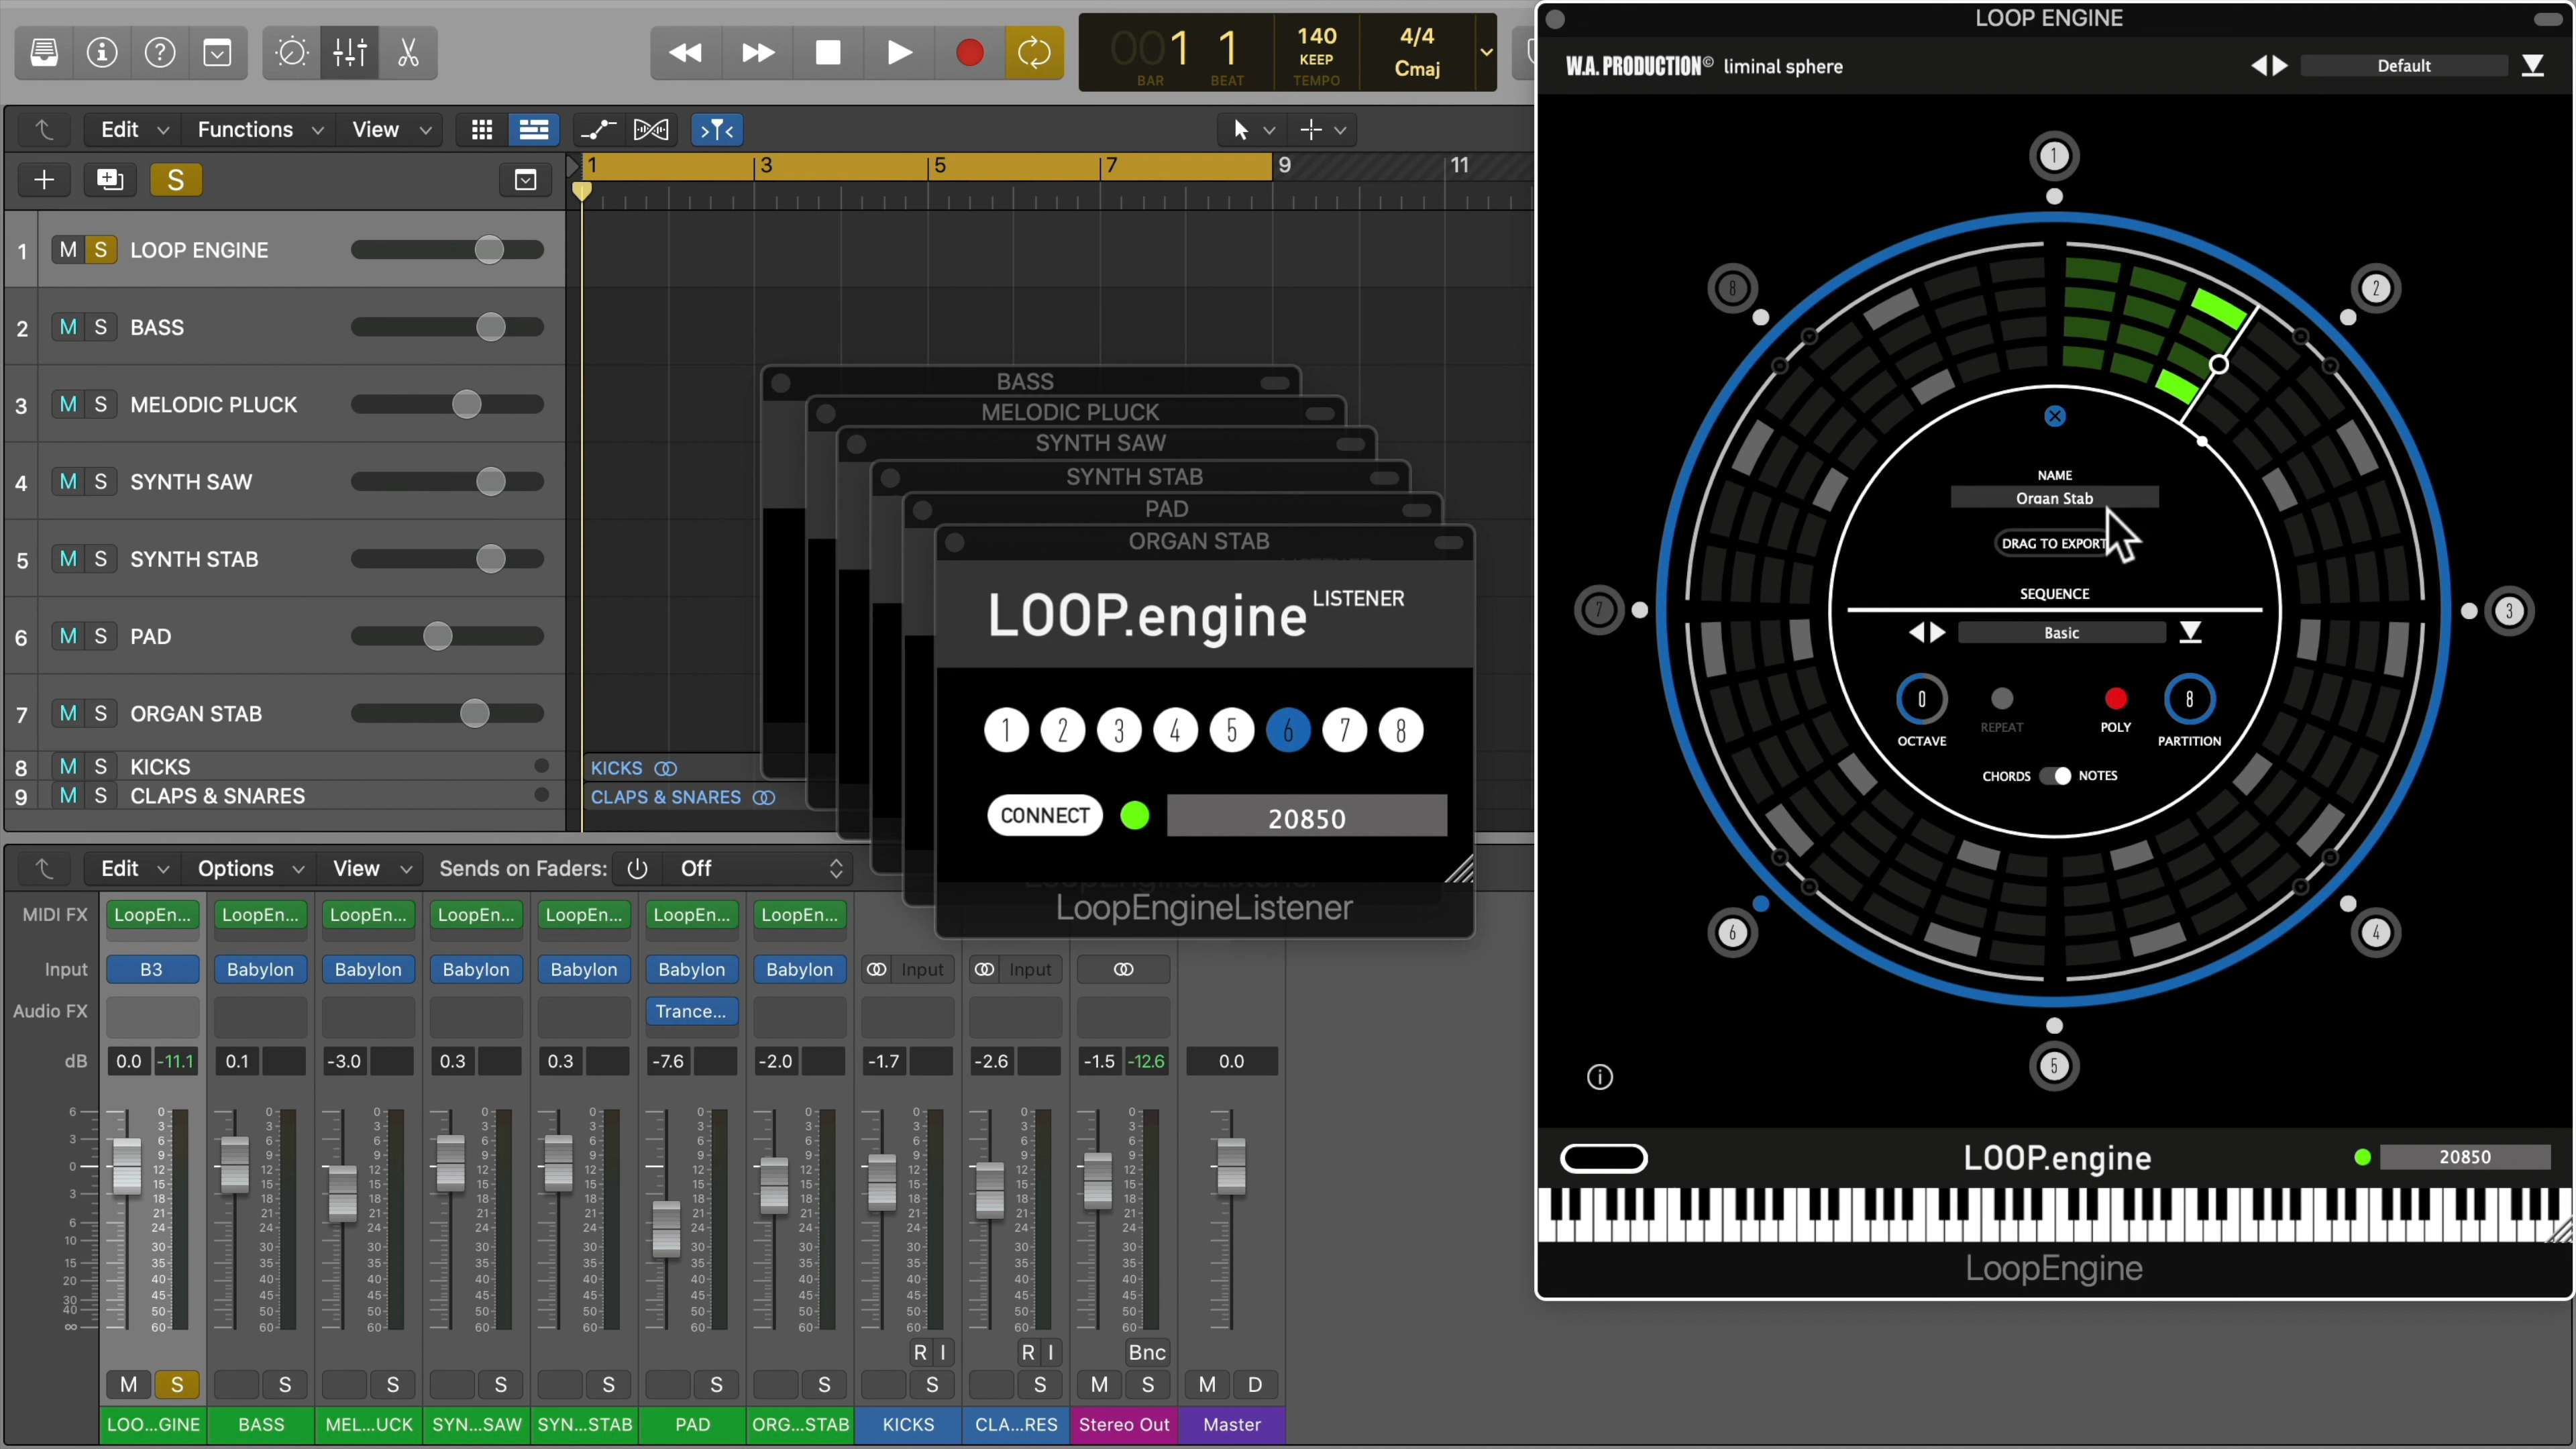 001 1
BAR BEAT
140
KEEP
TEMPO
4/4
Cmaj
Edit Functions View
S
1 3 5 7 9 11
1 M S LOOP ENGINE
2 M S BASS
3 M S MELODIC PLUCK
4 M S SYNTH SAW
5 M S SYNTH STAB
6 M S PAD
7 M S ORGAN STAB
8 M S KICKS
9 M S CLAPS & SNARES
KICKS
CLAPS & SNARES
BASS
MELODIC PLUCK
SYNTH SAW
SYNTH STAB
PAD
ORGAN STAB
LOOP.engine LISTENER
1 2 3 4 5 6 7 8
CONNECT 20850
LoopEngineListener
Edit Options View Sends on Faders: Off
MIDI FX LoopEn... LoopEn... LoopEn... LoopEn... LoopEn... LoopEn... LoopEn...
Input B3 Babylon Babylon Babylon Babylon Babylon Babylon Input Input
Audio FX Trance...
dB 0.0 -11.1 0.1 -3.0 0.3 0.3 -7.6 -2.0 -1.7 -2.6 -1.5 -12.6 0.0
R I R I Bnc
M S S S S S S S S S M S M D
LOO...GINE BASS MEL...UCK SYN...SAW SYN...STAB PAD ORG...STAB KICKS CLA...RES Stereo Out Master
LOOP ENGINE
W.A. PRODUCTION© liminal sphere
Default
1
8
2
7
3
6
4
5
NAME
Organ Stab
DRAG TO EXPORT
SEQUENCE
Basic
0 8
OCTAVE REPEAT POLY PARTITION
CHORDS NOTES
LOOP.engine
20850
LoopEngine